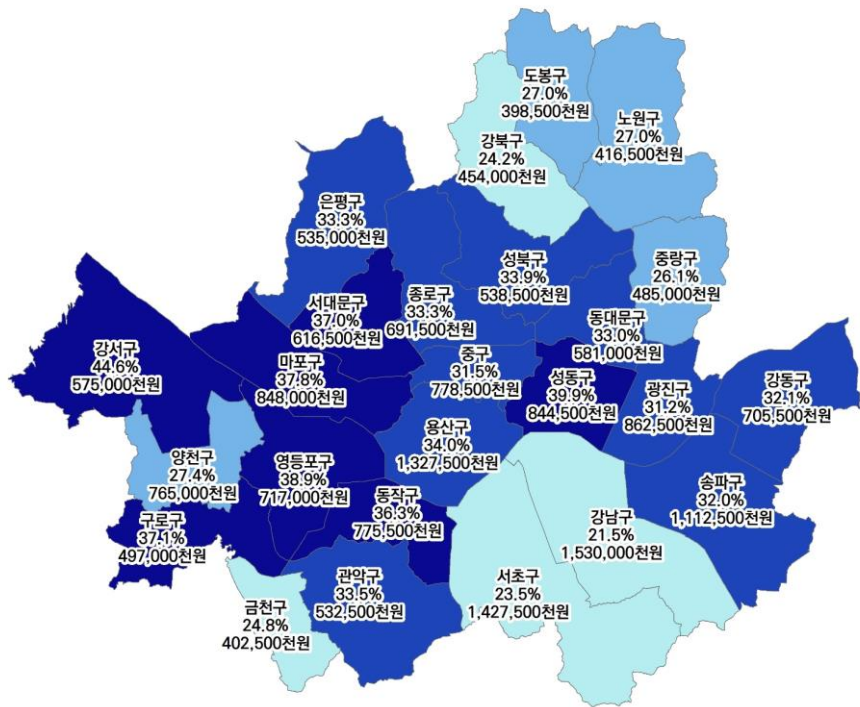 도봉구
27.0%
398,500천원
노원구
27.0%
416,500천원
강북구
24.2%
454,000천원
은평구
33.3%
535,000천원
성북구
33.9%
538,500천원
중랑구
26.1%
485,000천원
서대문구
37.0%
616,500천원
종로구
33.3%
691,500천원
동대문구
33.0%
581,000천원
강서구
44.6%
575,000천원
마포구
37.8%
848,000천원
중구
31.5%
778,500천원
성동구
39.9%
844,500천원
광진구
31.2%
862,500천원
강동구
32.1%
705,500천원
용산구
34.0%
1,327,500천원
양천구
27.4%
765,000천원
영등포구
38.9%
717,000천원
송파구
32.0%
1,112,500천원
동작구
36.3%
775,500천원
구로구
37.1%
497,000천원
강남구
21.5%
1,530,000천원
관악구
33.5%
532,500천원
서초구
23.5%
1,427,500천원
금천구
24.8%
402,500천원